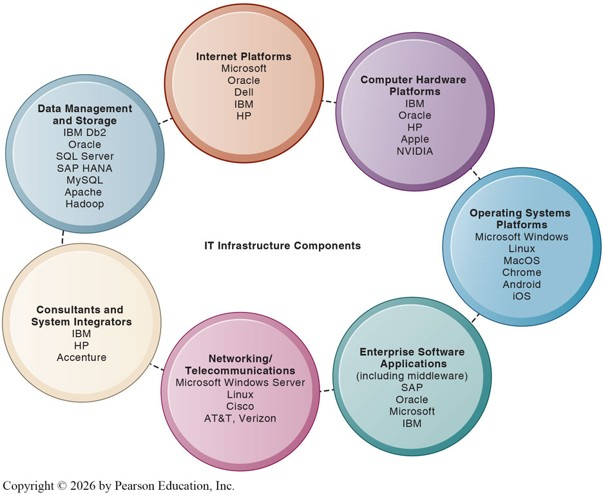 Internet Platforms
Microsoft
Oracle
Dell
IBM
HP
Computer Hardware
Platforms
IBM
Oracle
HP
Apple
NVIDIA
Operating Systems
Platforms
Microsoft Windows
Linux
MacOS
Chrome
Android
iOS
Enterprise Software
Applications
(including middleware)
SAP
Oracle
Microsoft
IBM
Networking/
Telecommunications
Microsoft Windows Server
Linux
Cisco
AT&T, Verizon
Consultants and
System Integrators
IBM
HP
Accenture
Data Management
and Storage
IBM Db2
Oracle
SQL Server
SAP HANA
MySQL
Apache
Hadoop
IT Infrastructure Components
Copyright © 2026 by Pearson Education, Inc.